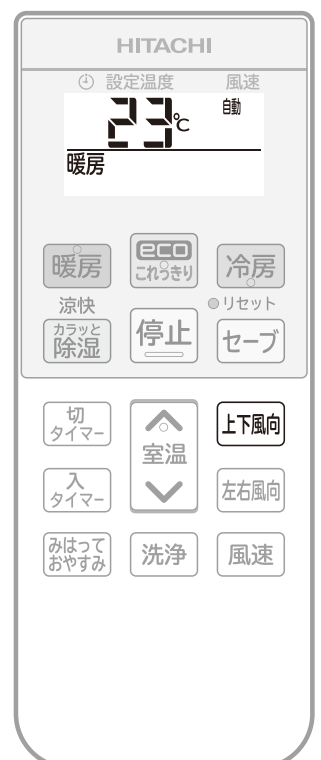 HITACHI
設定温度 風速
23℃ 自動
暖房
暖房 eco これっきり 冷房
涼快 リセット
カラッと 除湿 停止 セーブ
切 タイマー 室温 上下風向
入 タイマー 左右風向
みはって おやすみ 洗浄 風速